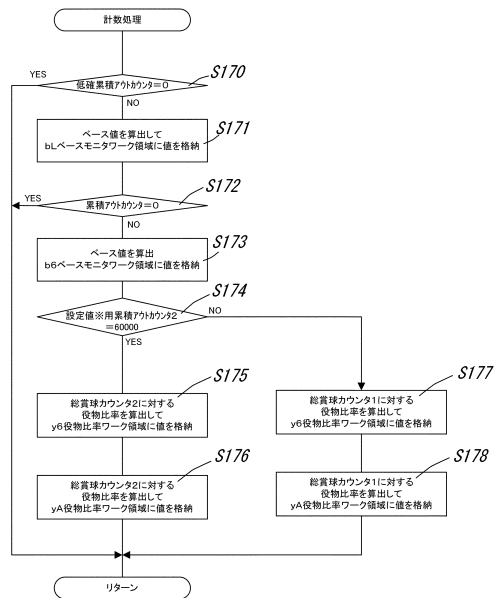 計数処理
S170
YES
低確累積アウトカウンタ=0
NO
S171
ベース値を算出して
bLベースモニタワーク領域に値を格納
S172
YES
累積アウトカウンタ=0
NO
S173
ベース値を算出
b6ベースモニタワーク領域に値を格納
S174
設定値※用累積アウトカウンタ2
=60000
NO
YES
S175
総賞球カウンタ2に対する
役物比率を算出して
y6役物比率ワーク領域に値を格納
S177
総賞球カウンタ1に対する
役物比率を算出して
y6役物比率ワーク領域に値を格納
S176
総賞球カウンタ2に対する
役物比率を算出して
yA役物比率ワーク領域に値を格納
S178
総賞球カウンタ1に対する
役物比率を算出して
yA役物比率ワーク領域に値を格納
リターン